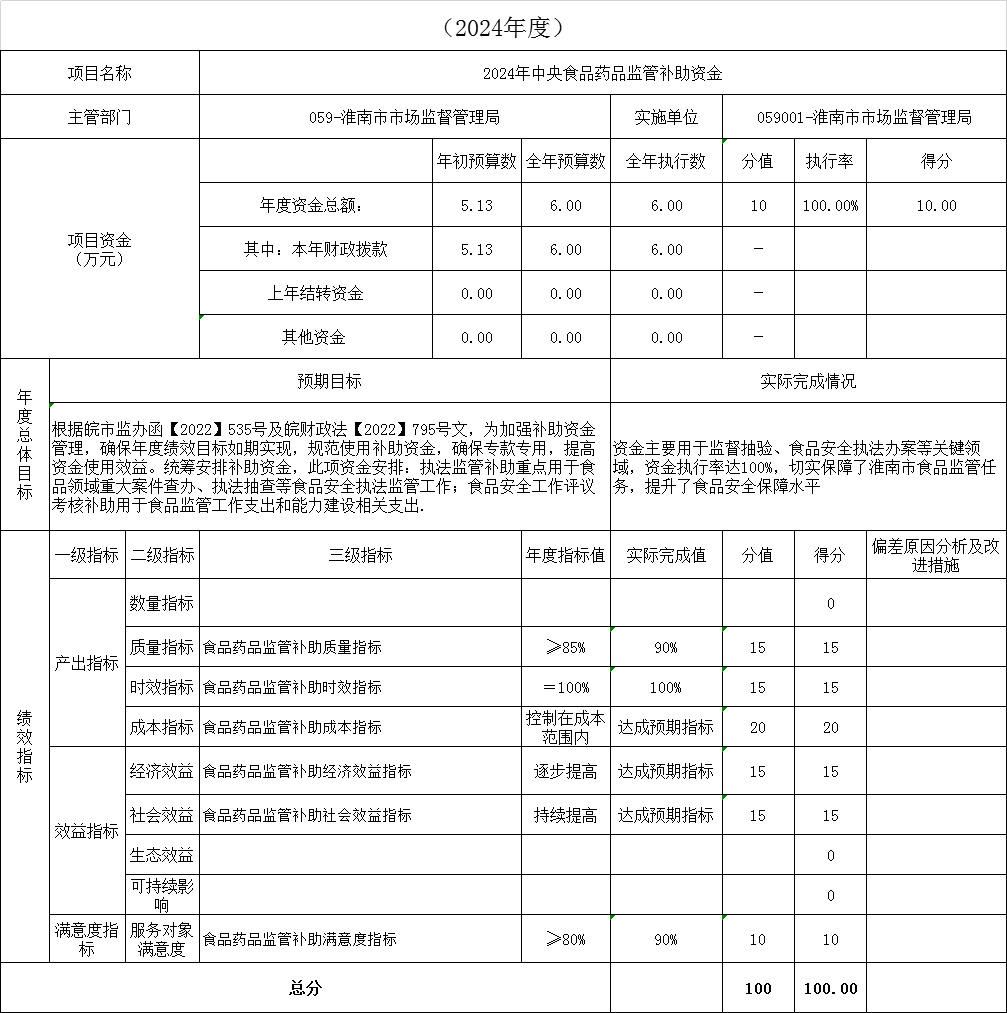 （2024年度）
项目名称 2024年中央食品药品监管补助资金
主管部门 059-淮南市市场监督管理局 实施单位 059001-淮南市市场监督管理局
项目资金
（万元）
年初预算数 全年预算数 全年执行数 分值 执行率 得分
年度资金总额： 5.13 6.00 6.00 10 100.00% 10.00
其中：本年财政拨款 5.13 6.00 6.00 －
上年结转资金 0.00 0.00 0.00 －
其他资金 0.00 0.00 0.00 －
年度总体目标
预期目标 实际完成情况
根据皖市监办函【2022】535号及皖财政法【2022】795号文，为加强补助资金
管理，确保年度绩效目标如期实现，规范使用补助资金，确保专款专用，提高
资金使用效益。统筹安排补助资金，此项资金安排：执法监管补助重点用于食
品领域重大案件查办、执法抽查等食品安全执法监管工作；食品安全工作评议
考核补助用于食品监管工作支出和能力建设相关支出.
资金主要用于监督抽验、食品安全执法办案等关键领
域，资金执行率达100%，切实保障了淮南市食品监管任
务，提升了食品安全保障水平
绩效指标
一级指标 二级指标 三级指标 年度指标值 实际完成值 分值 得分 偏差原因分析及改
进措施
产出指标
数量指标 0
质量指标 食品药品监管补助质量指标 ≥85% 90% 15 15
时效指标 食品药品监管补助时效指标 ＝100% 100% 15 15
成本指标 食品药品监管补助成本指标 控制在成本
范围内 达成预期指标 20 20
效益指标
经济效益 食品药品监管补助经济效益指标 逐步提高 达成预期指标 15 15
社会效益 食品药品监管补助社会效益指标 持续提高 达成预期指标 15 15
生态效益 0
可持续影
响 0
满意度指
标
服务对象
满意度 食品药品监管补助满意度指标 ≥80% 90% 10 10
总分 100 100.00